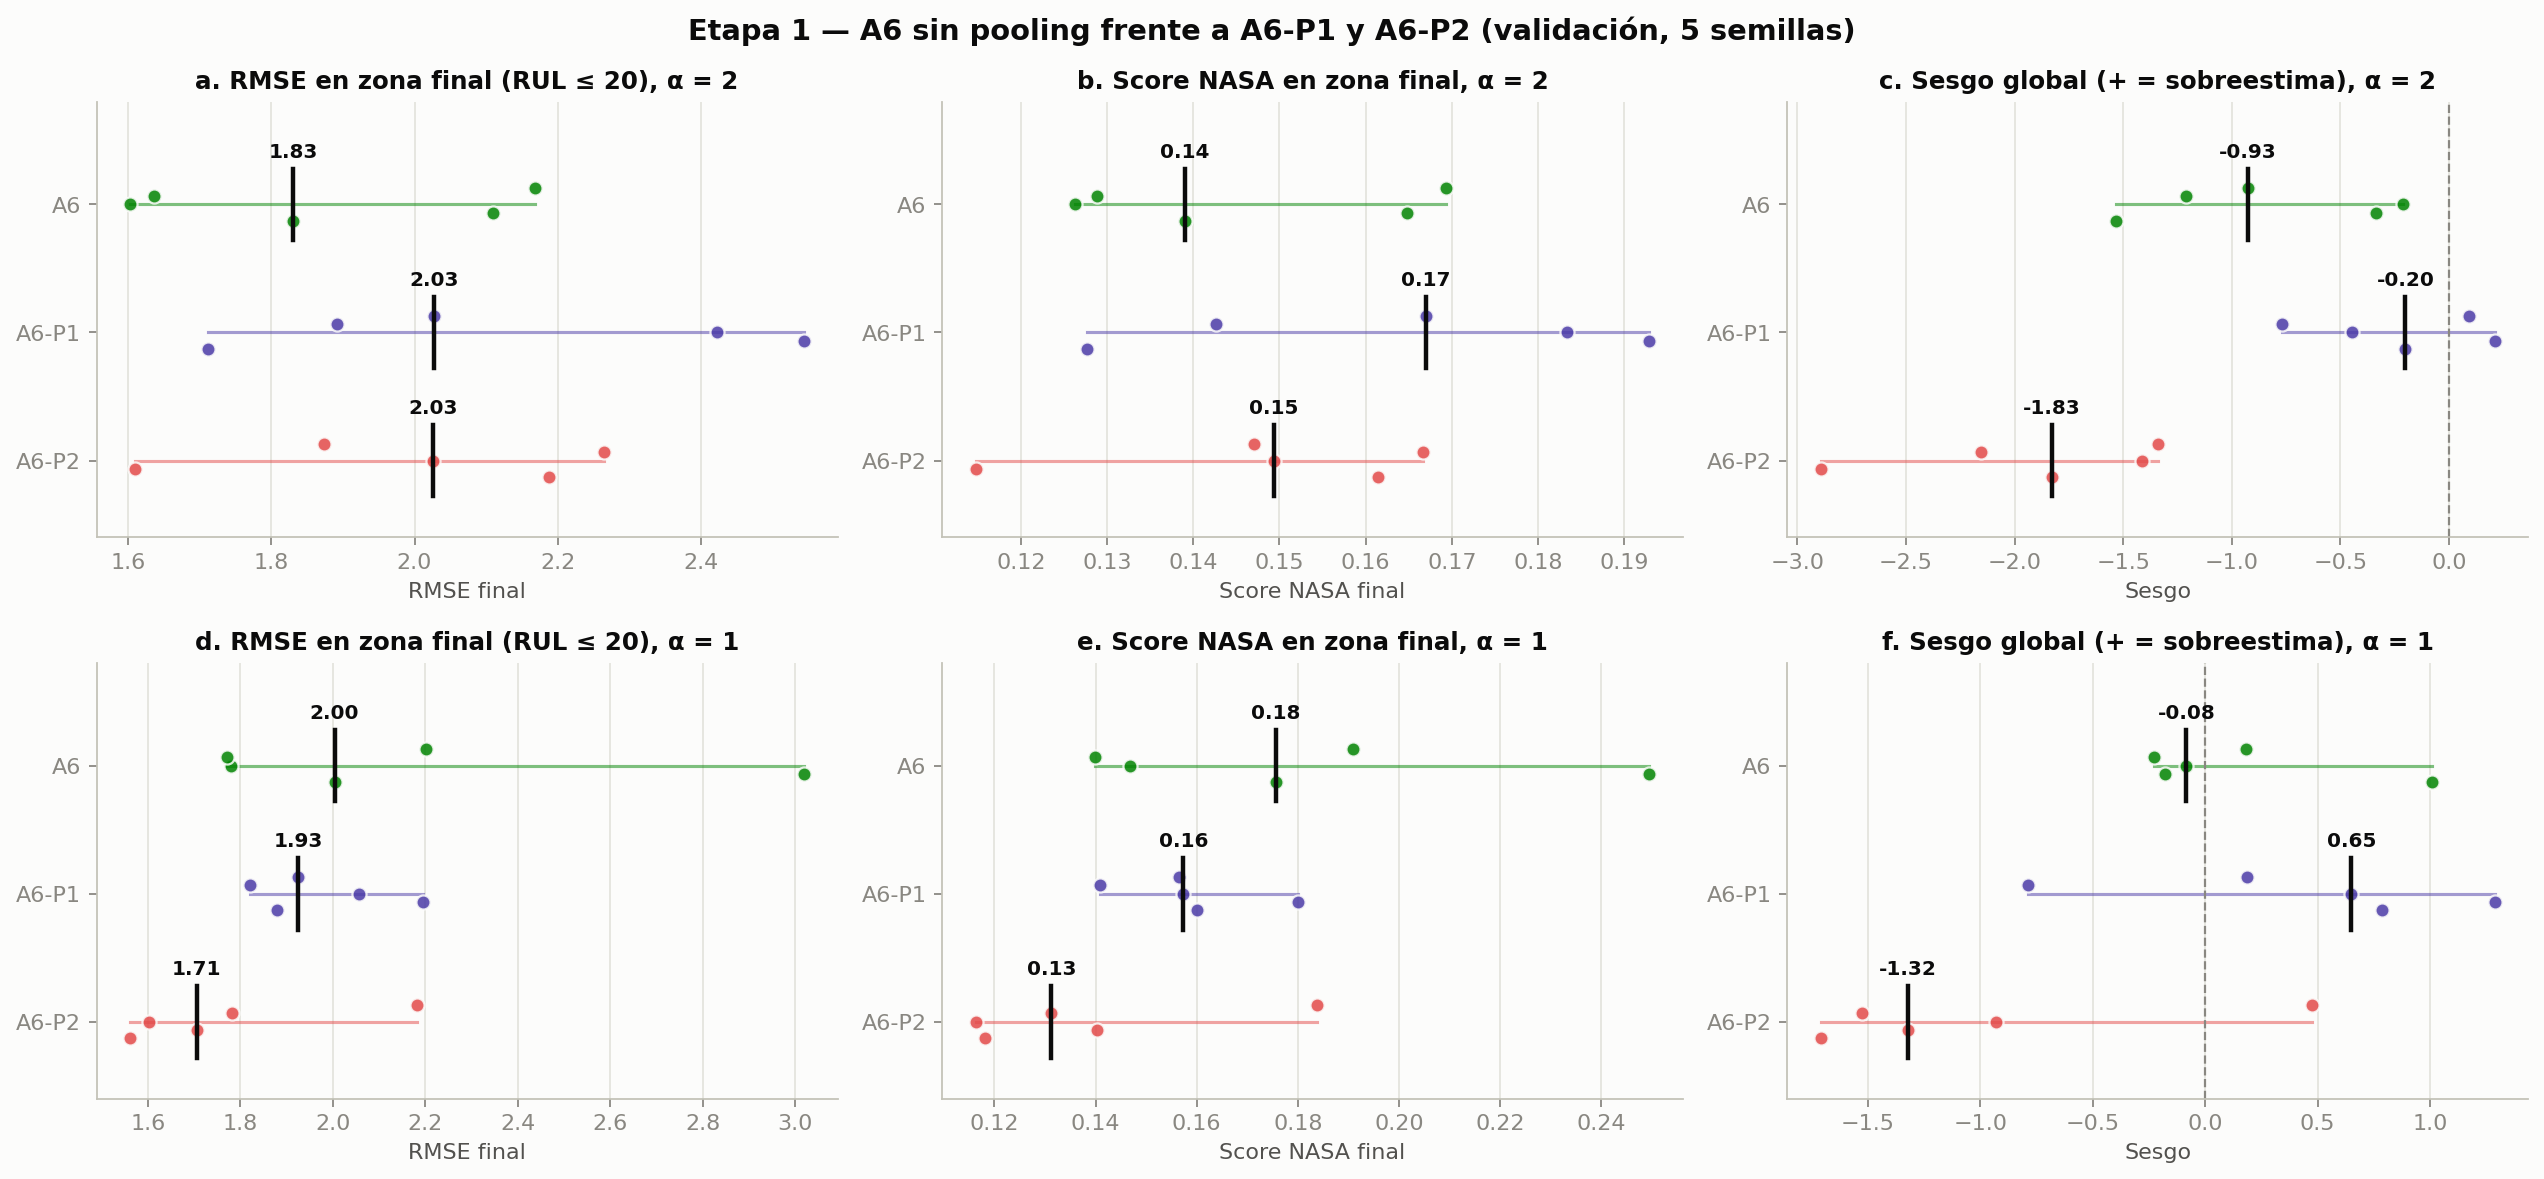 Etapa 1 — A6 sin pooling frente a A6-P1 y A6-P2 (validación, 5 semillas)
a. RMSE en zona final (RUL ≤ 20), α = 2
1.83
A6
2.03
A6-P1
2.03
A6-P2
1.6 1.8 2.0 2.2 2.4
RMSE final
b. Score NASA en zona final, α = 2
0.14
A6
0.17
A6-P1
0.15
A6-P2
0.12 0.13 0.14 0.15 0.16 0.17 0.18 0.19
Score NASA final
c. Sesgo global (+ = sobreestima), α = 2
-0.93
A6
-0.20
A6-P1
-1.83
A6-P2
−3.0 −2.5 −2.0 −1.5 −1.0 −0.5 0.0
Sesgo
d. RMSE en zona final (RUL ≤ 20), α = 1
2.00
A6
1.93
A6-P1
1.71
A6-P2
1.6 1.8 2.0 2.2 2.4 2.6 2.8 3.0
RMSE final
e. Score NASA en zona final, α = 1
0.18
A6
0.16
A6-P1
0.13
A6-P2
0.12 0.14 0.16 0.18 0.20 0.22 0.24
Score NASA final
f. Sesgo global (+ = sobreestima), α = 1
-0.08
A6
0.65
A6-P1
-1.32
A6-P2
−1.5 −1.0 −0.5 0.0 0.5 1.0
Sesgo